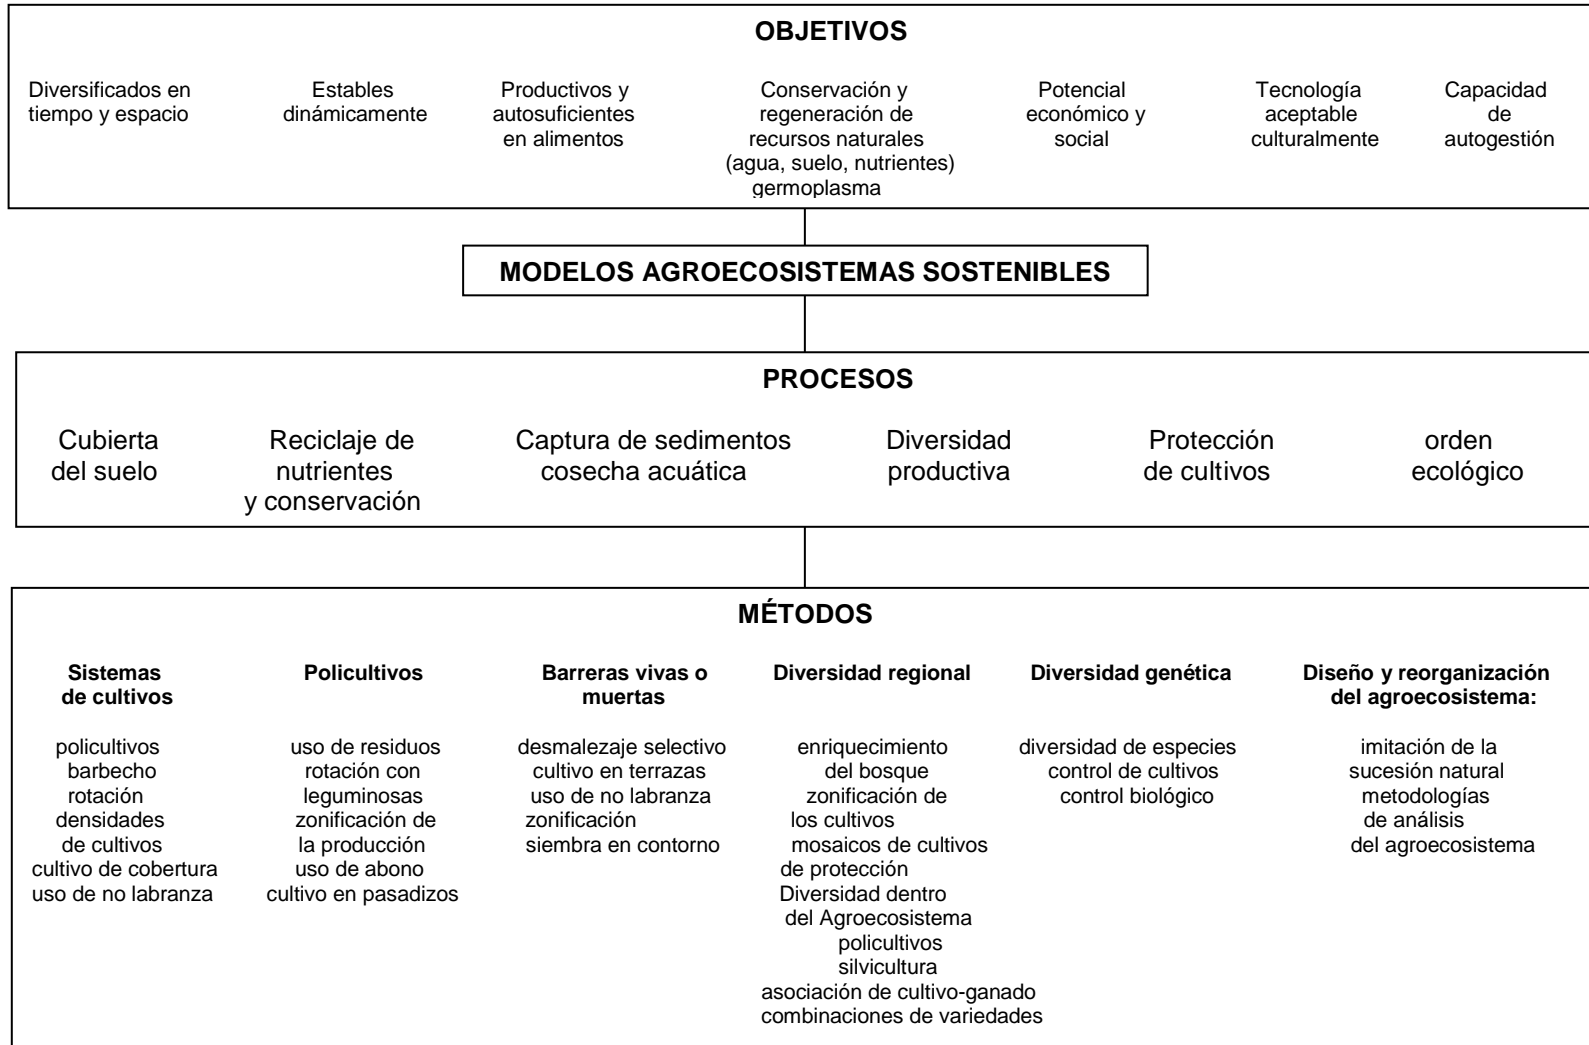 OBJETIVOS
Diversificados en
tiempo y espacio
Estables
dinámicamente
Productivos y
autosuficientes
en alimentos
Conservación y
regeneración de
recursos naturales
(agua, suelo, nutrientes)
germoplasma
Potencial
económico y
social
Tecnología
aceptable
culturalmente
Capacidad
de
autogestión
MODELOS AGROECOSISTEMAS SOSTENIBLES
PROCESOS
Cubierta
del suelo
Reciclaje de
nutrientes
y conservación
Captura de sedimentos
cosecha acuática
Diversidad
productiva
Protección
de cultivos
orden
ecológico
MÉTODOS
Sistemas
de cultivos
policultivos
barbecho
rotación
densidades
de cultivos
cultivo de cobertura
uso de no labranza
Policultivos
uso de residuos
rotación con
leguminosas
zonificación de
la producción
uso de abono
cultivo en pasadizos
Barreras vivas o
muertas
desmalezaje selectivo
cultivo en terrazas
uso de no labranza
zonificación
siembra en contorno
Diversidad regional
enriquecimiento
del bosque
zonificación de
los cultivos
mosaicos de cultivos
de protección
Diversidad dentro
del Agroecosistema
policultivos
silvicultura
asociación de cultivo-ganado
combinaciones de variedades
Diversidad genética
diversidad de especies
control de cultivos
control biológico
Diseño y reorganización
del agroecosistema:
imitación de la
sucesión natural
metodologías
de análisis
del agroecosistema